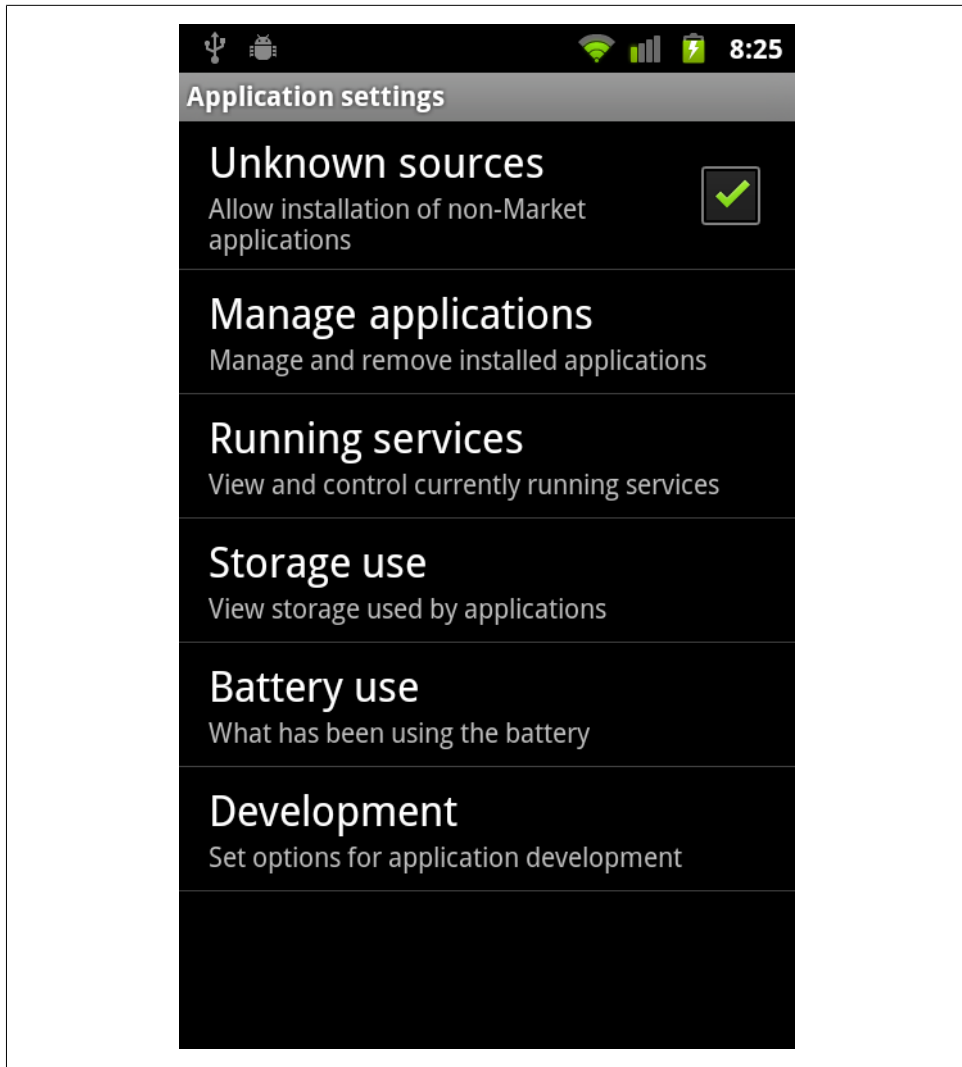 8:25
Application settings
Unknown sources
Allow installation of non-Market
applications
Manage applications
Manage and remove installed applications
Running services
View and control currently running services
Storage use
View storage used by applications
Battery use
What has been using the battery
Development
Set options for application development